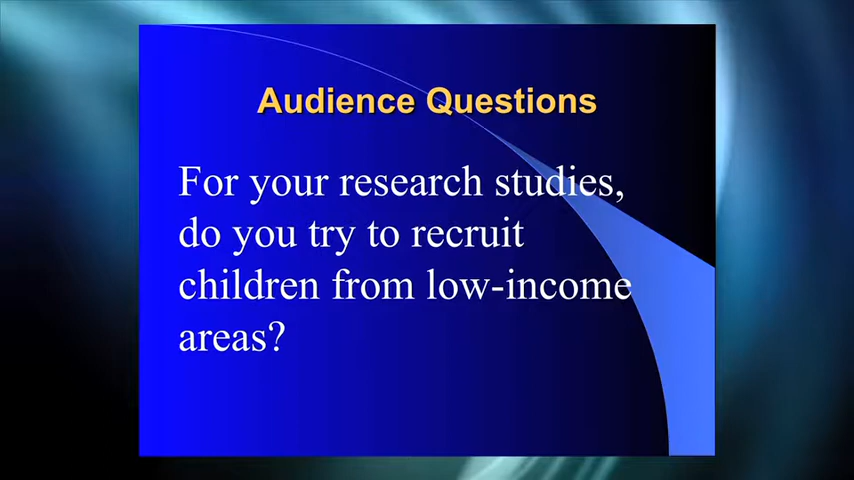 Audience Questions
For your research studies,
do you try to recruit
children from low-income
areas?